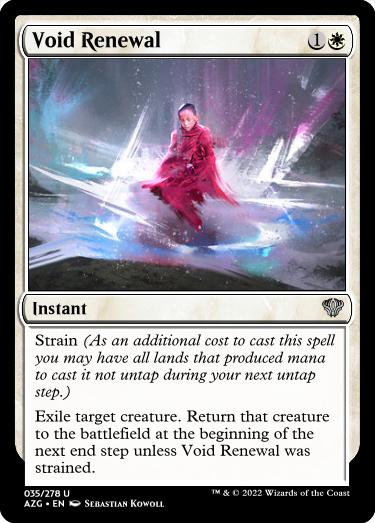 Void Renewal 1
Instant
Strain (As an additional cost to cast this spell
you may have all lands that produced mana
to cast it not untap during your next untap
step.)
Exile target creature. Return that creature
to the battlefield at the beginning of the
next end step unless Void Renewal was
strained.
035/278 U
AZG • EN Sebastian Kowoll
™ & © 2022 Wizards of the Coast